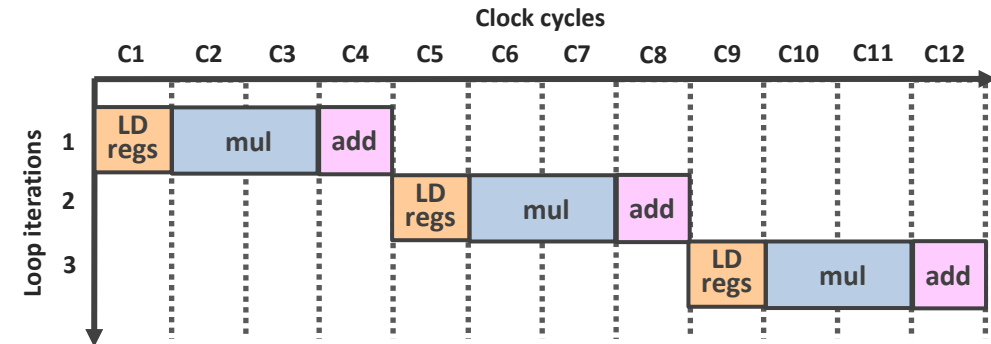 Clock cycles
C1 C2 C3 C4 C5 C6 C7 C8 C9 C10 C11 C12
Loop iterations
1
LD
regs
mul
add
2
LD
regs
mul
add
3
LD
regs
mul
add